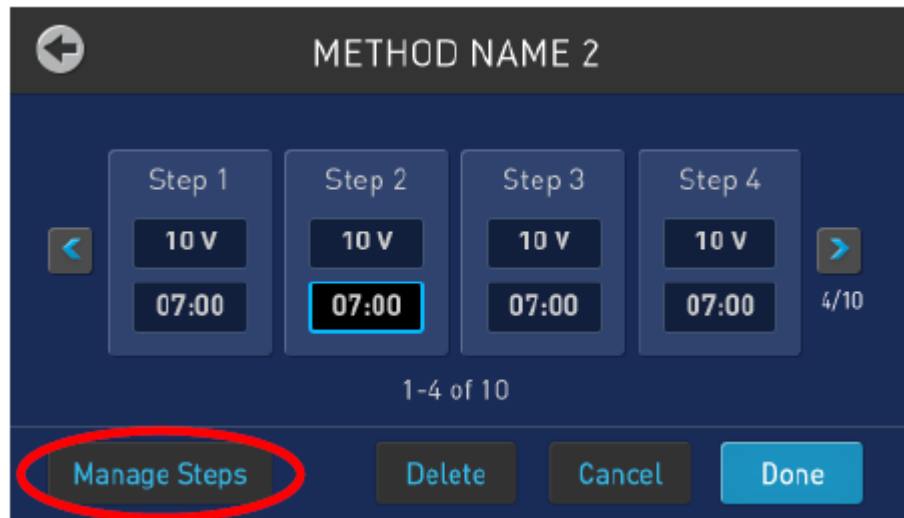 METHOD NAME 2
Step 1 Step 2 Step 3 Step 4
10 V 10 V 10 V 10 V
07:00 07:00 07:00 07:00 4/10
1-4 of 10
Manage Steps Delete Cancel Done